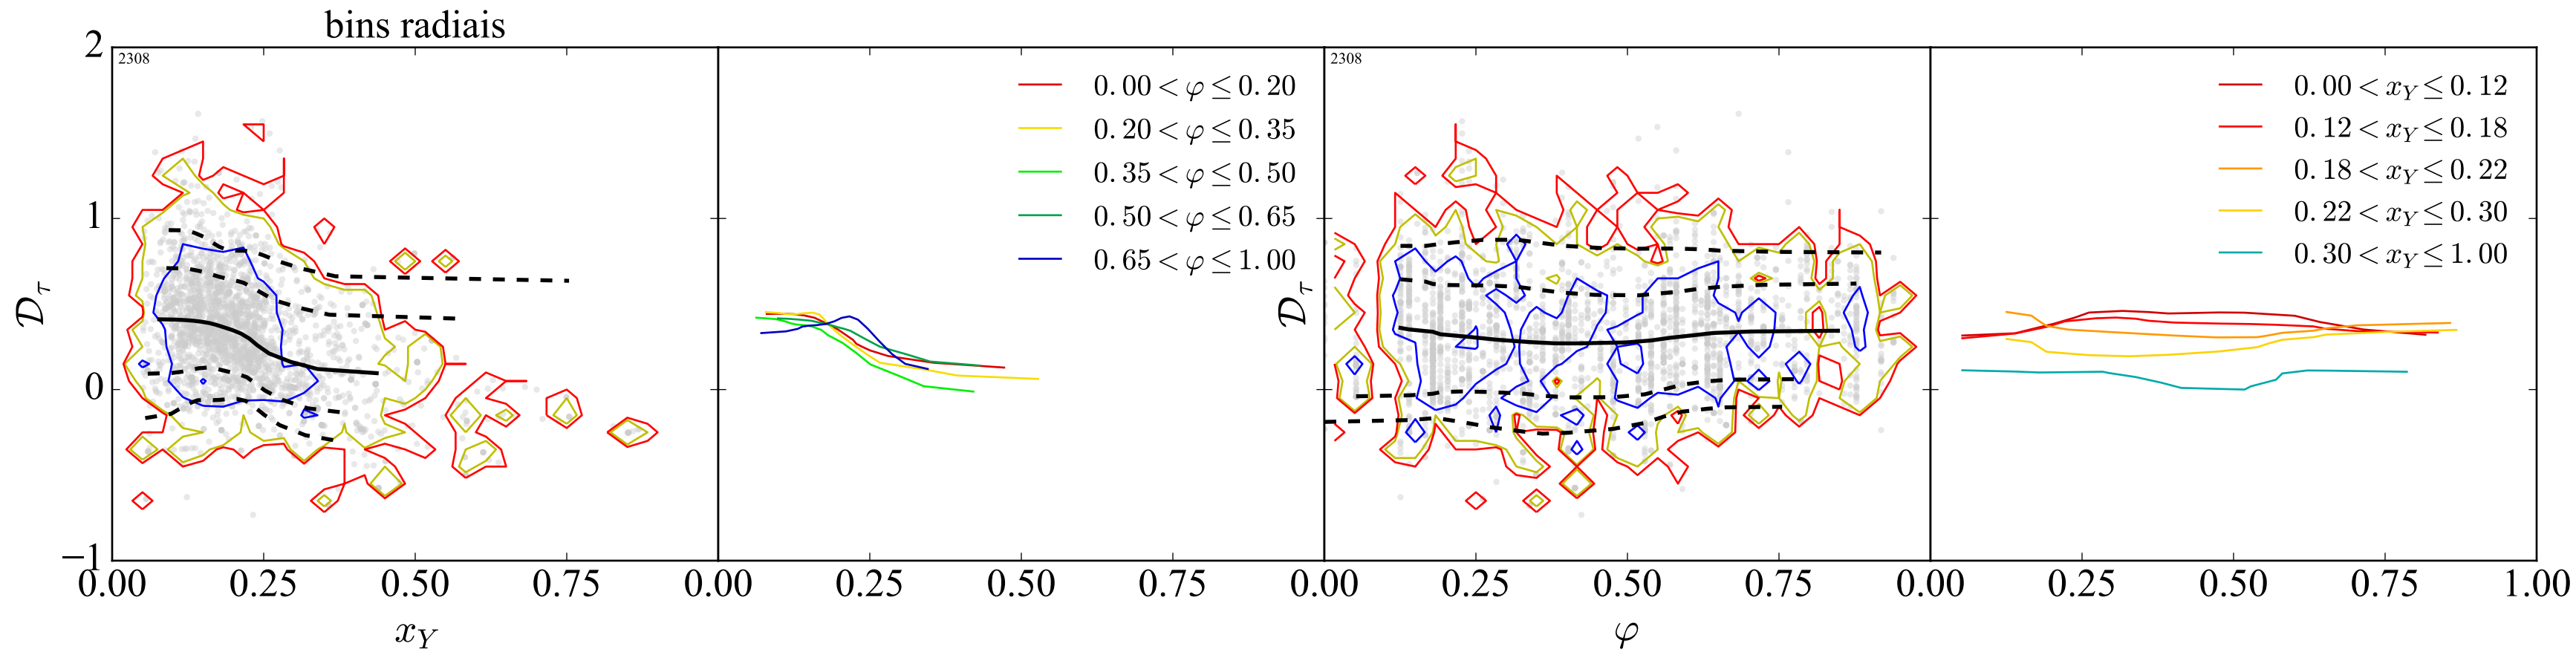 bins radiais
2308
2308
2
1
0
−1
𝒟τ
0.00 < φ ≤ 0.20
0.20 < φ ≤ 0.35
0.35 < φ ≤ 0.50
0.50 < φ ≤ 0.65
0.65 < φ ≤ 1.00
𝒟τ
0.00 < xY ≤ 0.12
0.12 < xY ≤ 0.18
0.18 < xY ≤ 0.22
0.22 < xY ≤ 0.30
0.30 < xY ≤ 1.00
0.00 0.25 0.50 0.75 0.00 0.25 0.50 0.75 0.00 0.25 0.50 0.75 0.00 0.25 0.50 0.75 1.00
xY
φ